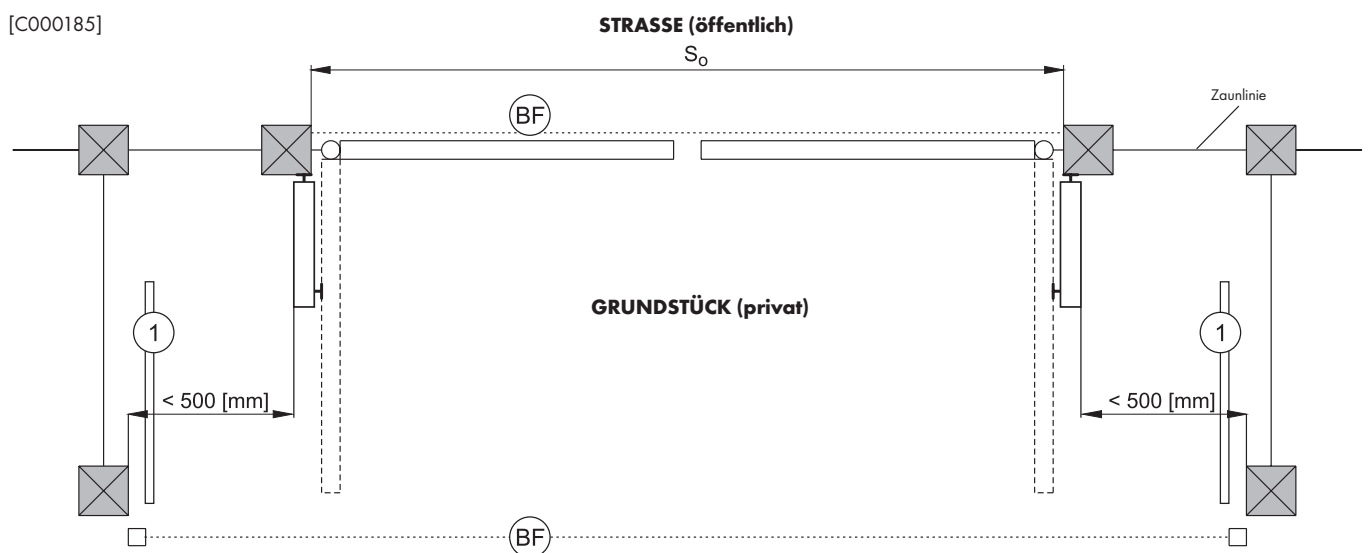 [C000185]
STRASSE (öffentlich)
Sₒ
BF
Zaunlinie
GRUNDSTÜCK (privat)
1
1
< 500 [mm]
< 500 [mm]
BF